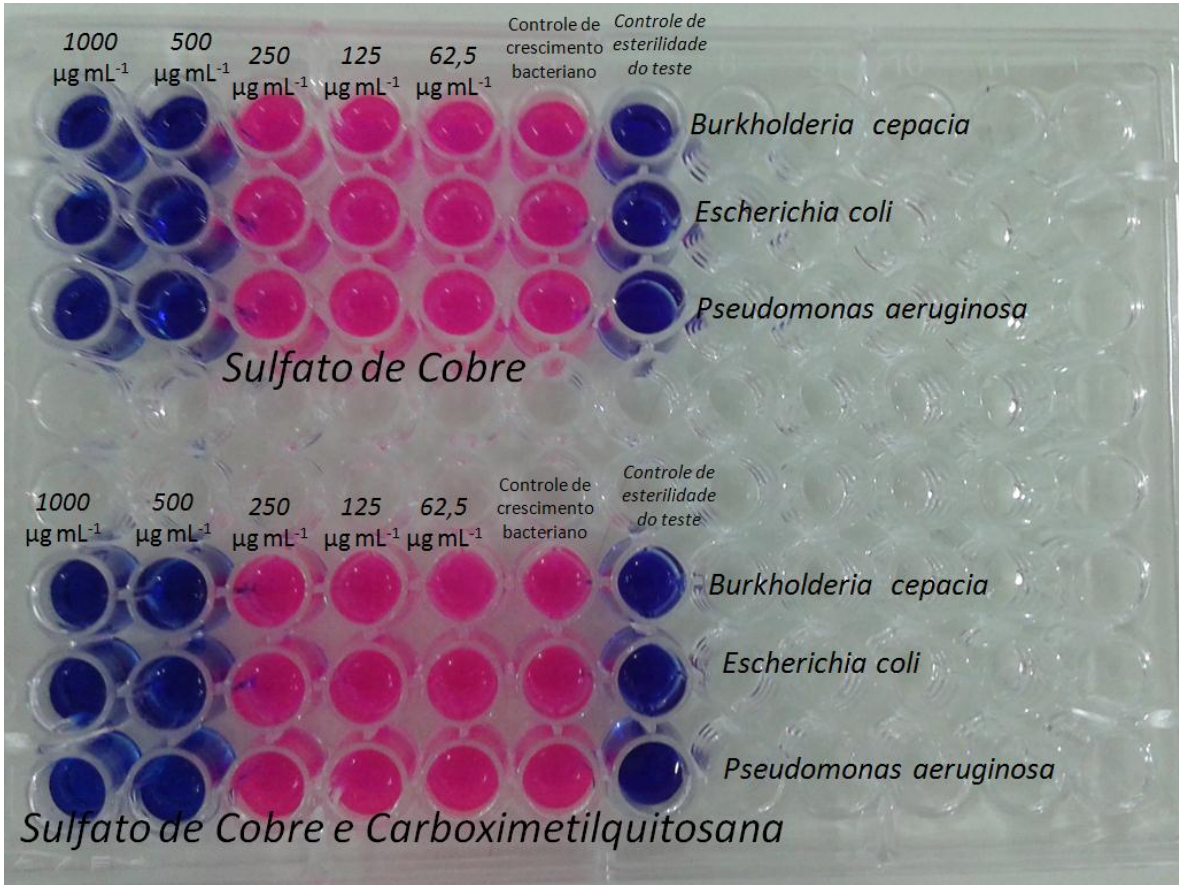 1000
µg mL-1
500
µg mL-1
250
µg mL-1
125
µg mL-1
62,5
µg mL-1
Controle de
crescimento
bacteriano
Controle de
esterilidade
do teste
Burkholderia cepacia
Escherichia coli
Pseudomonas aeruginosa
Sulfato de Cobre
1000
µg mL-1
500
µg mL-1
250
µg mL-1
125
µg mL-1
62,5
µg mL-1
Controle de
crescimento
bacteriano
Controle de
esterilidade
do teste
Burkholderia cepacia
Escherichia coli
Pseudomonas aeruginosa
Sulfato de Cobre e Carboximetilquitosana